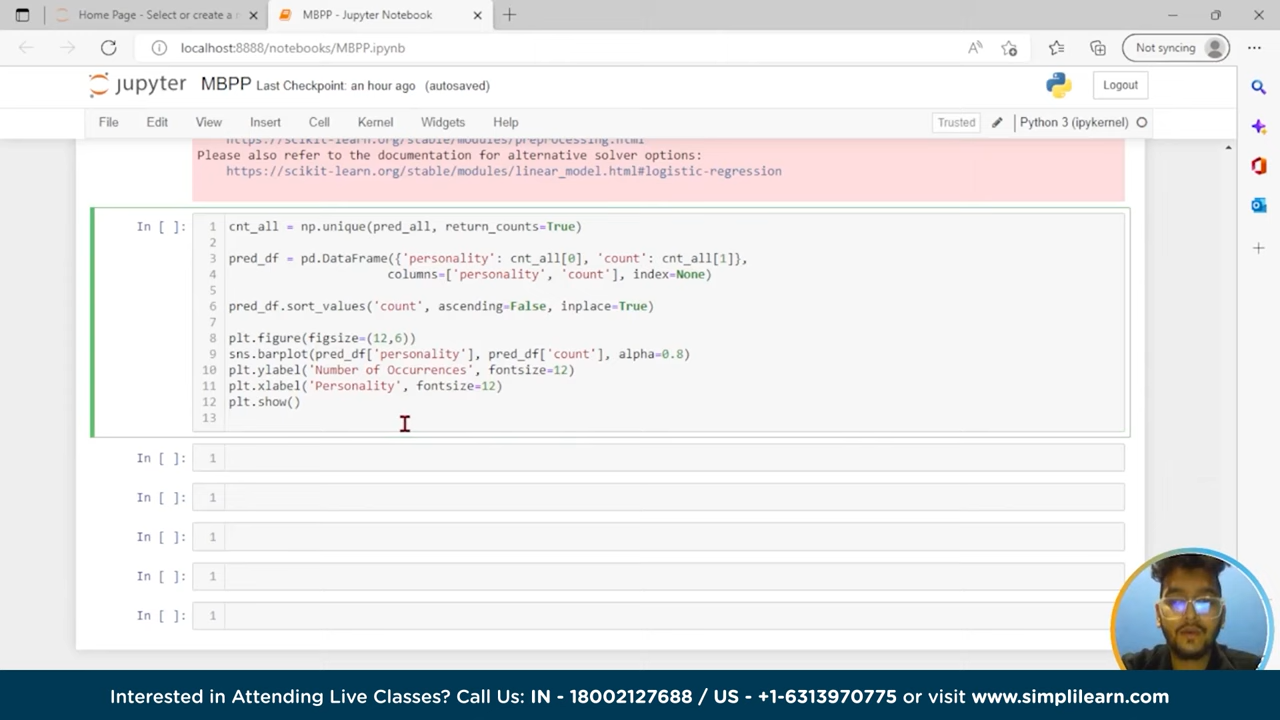 Home Page - Select or create a
MBPP - Jupyter Notebook
localhost:8888/notebooks/MBPP.ipynb
Not syncing
jupyter MBPP Last Checkpoint: an hour ago (autosaved)
Logout
File Edit View Insert Cell Kernel Widgets Help
Trusted
Python 3 (ipykernel)
https://scikit-learn.org/stable/modules/preprocessing.html
Please also refer to the documentation for alternative solver options:
https://scikit-learn.org/stable/modules/linear_model.html#logistic-regression
In [ ]:
1 cnt_all = np.unique(pred_all, return_counts=True)
2
3 pred_df = pd.DataFrame({'personality': cnt_all[0], 'count': cnt_all[1]},
4 columns=['personality', 'count'], index=None)
5
6 pred_df.sort_values('count', ascending=False, inplace=True)
7
8 plt.figure(figsize=(12,6))
9 sns.barplot(pred_df['personality'], pred_df['count'], alpha=0.8)
10 plt.ylabel('Number of Occurrences', fontsize=12)
11 plt.xlabel('Personality', fontsize=12)
12 plt.show()
13
In [ ]: 1
In [ ]: 1
In [ ]: 1
In [ ]: 1
In [ ]: 1
Interested in Attending Live Classes? Call Us: IN - 18002127688 / US - +1-6313970775 or visit www.simplilearn.com